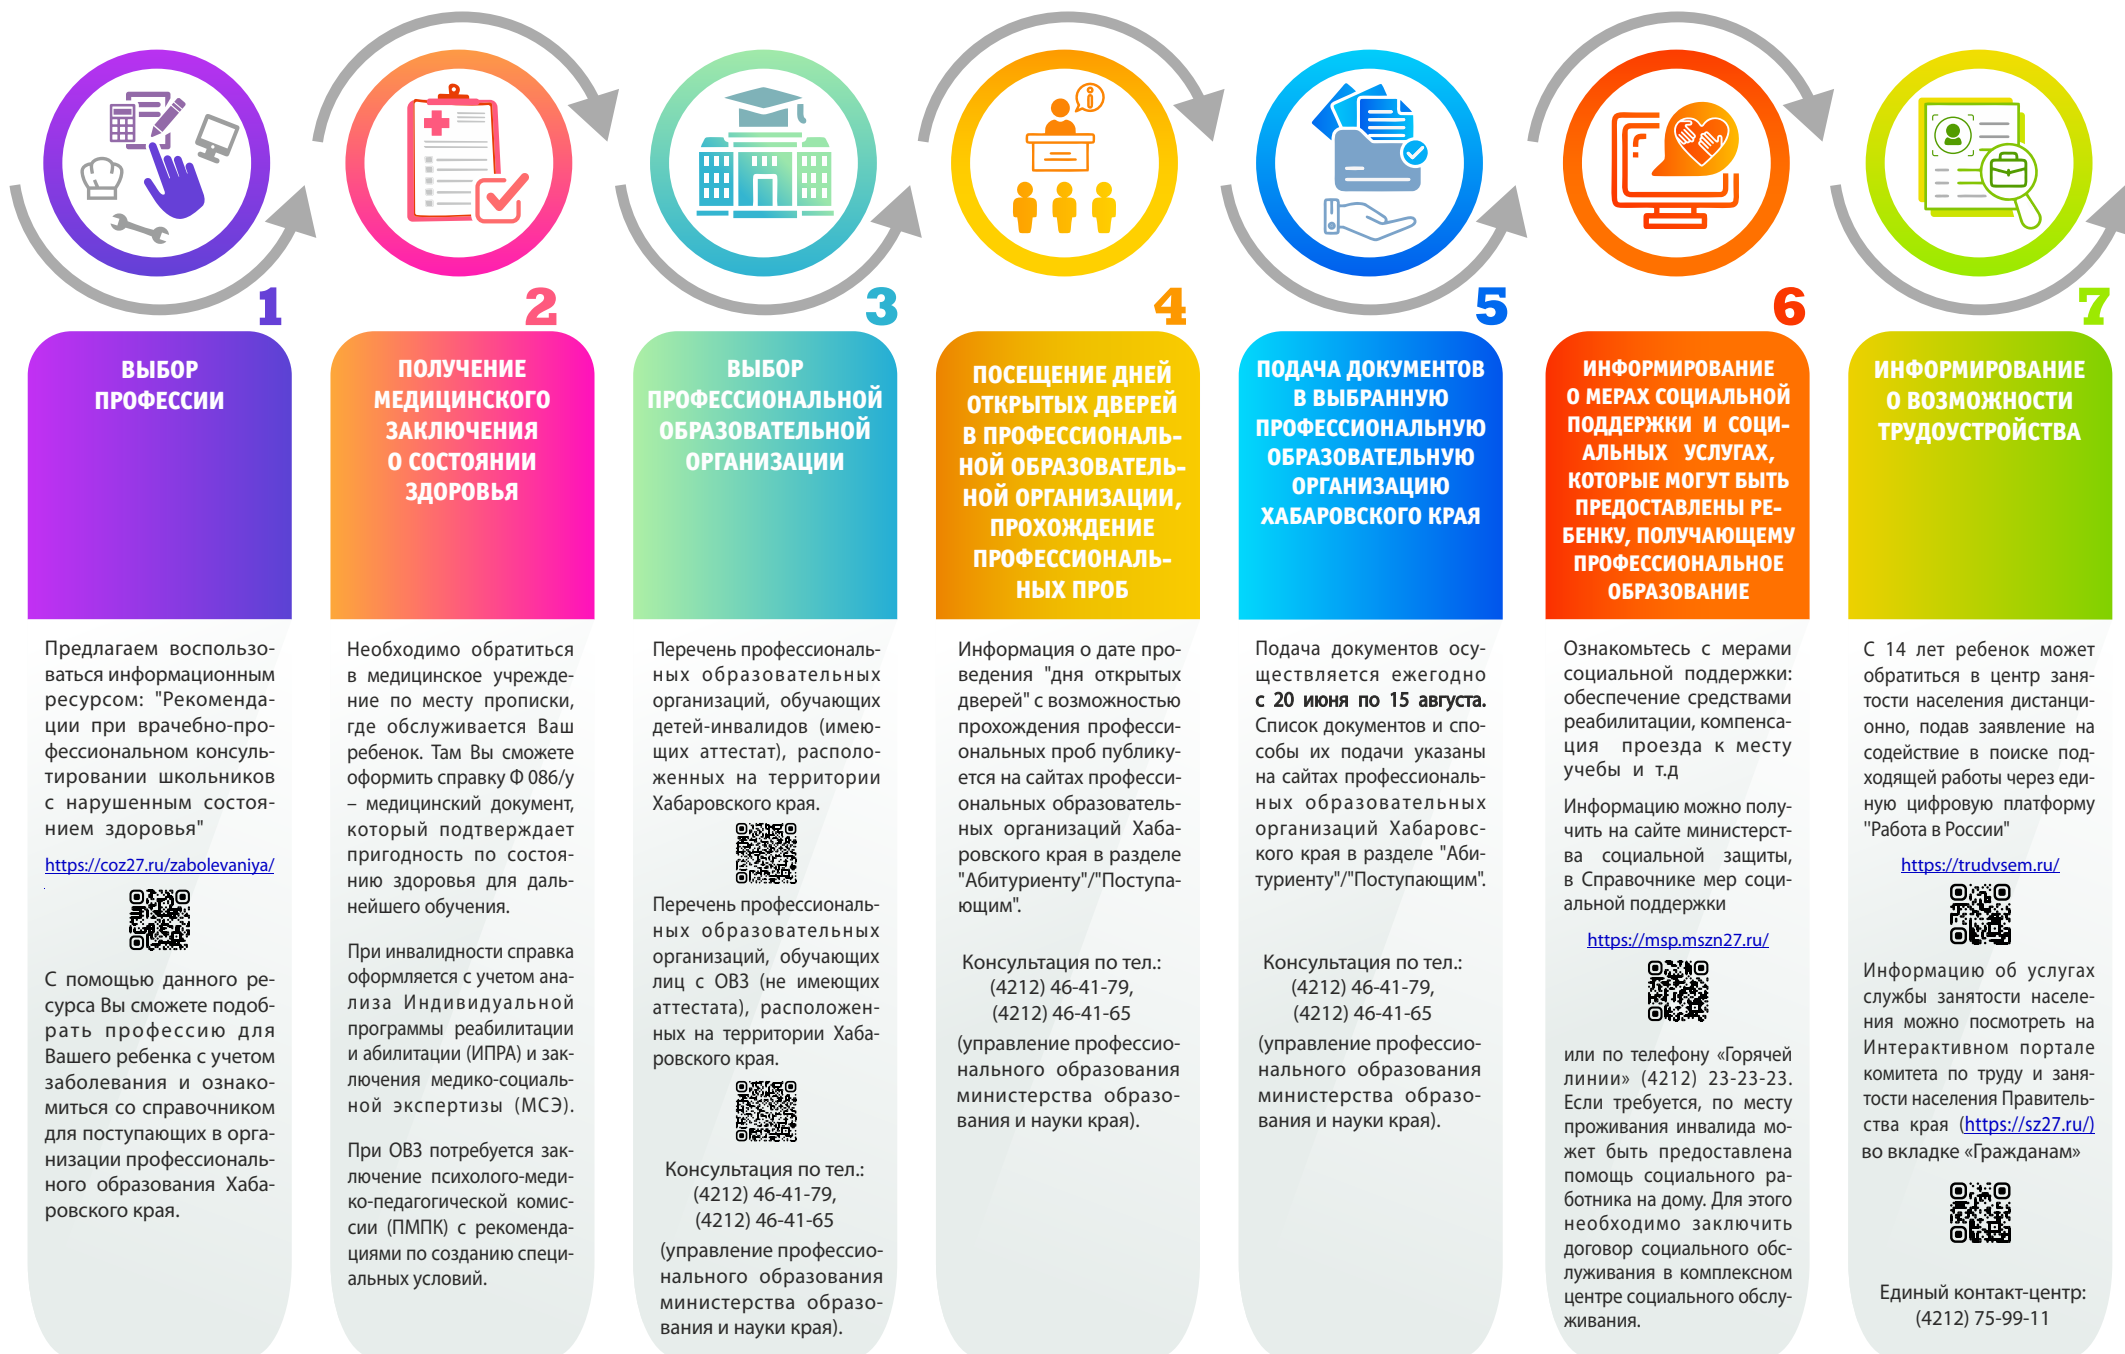 1
ВЫБОР
ПРОФЕССИИ
Предлагаем воспользо-
ваться информационным
ресурсом: "Рекоменда-
ции при врачебно-про-
фессиональном консуль-
тировании школьников
с нарушенным состоя-
нием здоровья"
https://coz27.ru/zabolevaniya/
С помощью данного ре-
сурса Вы сможете подоб-
рать профессию для
Вашего ребенка с учетом
заболевания и ознако-
миться со справочником
для поступающих в орга-
низации профессиональ-
ного образования Хаба-
ровского края.
2
ПОЛУЧЕНИЕ
МЕДИЦИНСКОГО
ЗАКЛЮЧЕНИЯ
О СОСТОЯНИИ
ЗДОРОВЬЯ
Необходимо обратиться
в медицинское учрежде-
ние по месту прописки,
где обслуживается Ваш
ребенок. Там Вы сможете
оформить справку Ф 086/у
– медицинский документ,
который подтверждает
пригодность по состоя-
нию здоровья для даль-
нейшего обучения.
При инвалидности справка
оформляется с учетом ана-
лиза Индивидуальной
программы реабилитации
и абилитации (ИПРА) и зак-
лючения медико-социаль-
ной экспертизы (МСЭ).
При ОВЗ потребуется зак-
лючение психолого-меди-
ко-педагогической комис-
сии (ПМПК) с рекоменда-
циями по созданию специ-
альных условий.
3
ВЫБОР
ПРОФЕССИОНАЛЬНОЙ
ОБРАЗОВАТЕЛЬНОЙ
ОРГАНИЗАЦИИ
Перечень профессиональ-
ных образовательных
организаций, обучающих
детей-инвалидов (имею-
щих аттестат), располо-
женных на территории
Хабаровского края.
Перечень профессиональ-
ных образовательных
организаций, обучающих
лиц с ОВЗ (не имеющих
аттестата), расположен-
ных на территории Хаба-
ровского края.
Консультация по тел.:
(4212) 46-41-79,
(4212) 46-41-65
(управление профессио-
нального образования
министерства образо-
вания и науки края).
4
ПОСЕЩЕНИЕ ДНЕЙ
ОТКРЫТЫХ ДВЕРЕЙ
В ПРОФЕССИОНАЛЬ-
НОЙ ОБРАЗОВАТЕЛЬ-
НОЙ ОРГАНИЗАЦИИ,
ПРОХОЖДЕНИЕ
ПРОФЕССИОНАЛЬ-
НЫХ ПРОБ
Информация о дате про-
ведения "дня открытых
дверей" с возможностью
прохождения професси-
ональных проб публику-
ется на сайтах професси-
ональных образователь-
ных организаций Хаба-
ровского края в разделе
"Абитуриенту"/"Поступа-
ющим".
Консультация по тел.:
(4212) 46-41-79,
(4212) 46-41-65
(управление профессио-
нального образования
министерства образо-
вания и науки края).
5
ПОДАЧА ДОКУМЕНТОВ
В ВЫБРАННУЮ
ПРОФЕССИОНАЛЬНУЮ
ОБРАЗОВАТЕЛЬНУЮ
ОРГАНИЗАЦИЮ
ХАБАРОВСКОГО КРАЯ
Подача документов осу-
ществляется ежегодно
с 20 июня по 15 августа.
Список документов и спо-
собы их подачи указаны
на сайтах профессиональ-
ных образовательных
организаций Хабаровс-
кого края в разделе "Аби-
туриенту"/"Поступающим".
Консультация по тел.:
(4212) 46-41-79,
(4212) 46-41-65
(управление профессио-
нального образования
министерства образо-
вания и науки края).
6
ИНФОРМИРОВАНИЕ
О МЕРАХ СОЦИАЛЬНОЙ
ПОДДЕРЖКИ И СОЦИ-
АЛЬНЫХ УСЛУГАХ,
КОТОРЫЕ МОГУТ БЫТЬ
ПРЕДОСТАВЛЕНЫ РЕ-
БЕНКУ, ПОЛУЧАЮЩЕМУ
ПРОФЕССИОНАЛЬНОЕ
ОБРАЗОВАНИЕ
Ознакомьтесь с мерами
социальной поддержки:
обеспечение средствами
реабилитации, компенса-
ция проезда к месту
учебы и т.д
Информацию можно полу-
чить на сайте министерст-
ва социальной защиты,
в Справочнике мер соци-
альной поддержки
https://msp.mszn27.ru/
или по телефону «Горячей
линии» (4212) 23-23-23.
Если требуется, по месту
проживания инвалида мо-
жет быть предоставлена
помощь социального ра-
ботника на дому. Для этого
необходимо заключить
договор социального обс-
луживания в комплексном
центре социального обслу-
живания.
7
ИНФОРМИРОВАНИЕ
О ВОЗМОЖНОСТИ
ТРУДОУСТРОЙСТВА
С 14 лет ребенок может
обратиться в центр заня-
тости населения дистанци-
онно, подав заявление на
содействие в поиске под-
ходящей работы через еди-
ную цифровую платформу
"Работа в России"
https://trudvsem.ru/
Информацию об услугах
службы занятости населе-
ния можно посмотреть на
Интерактивном портале
комитета по труду и заня-
тости населения Правитель-
ства края (https://sz27.ru/)
во вкладке «Гражданам»
Единый контакт-центр:
(4212) 75-99-11